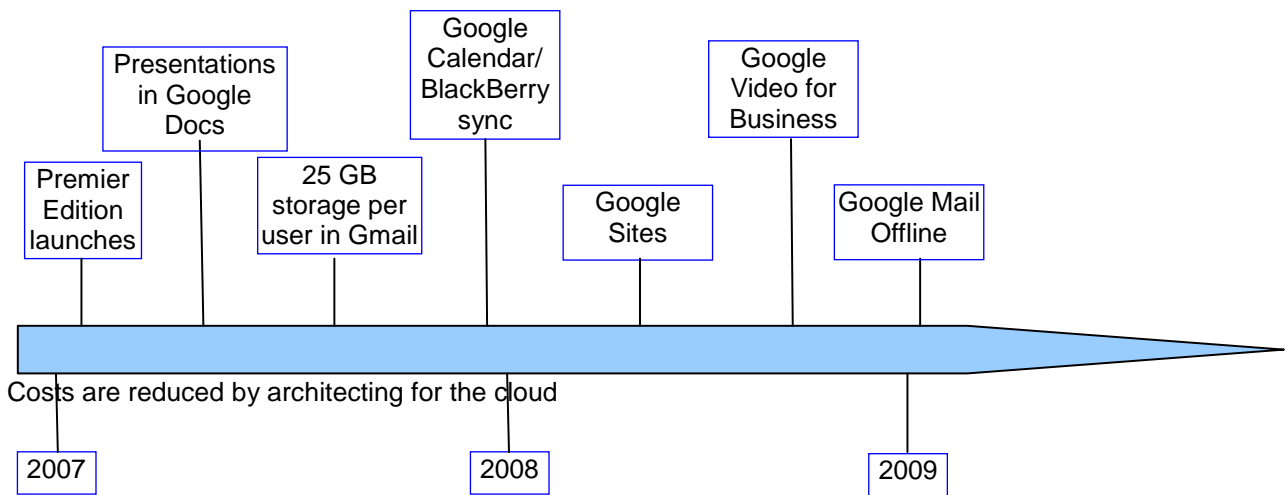 Google
Calendar/
BlackBerry
sync
Presentations
in Google
Docs
Google
Video for
Business
Premier
Edition
launches
25 GB
storage per
user in Gmail
Google
Sites
Google Mail
Offline
Costs are reduced by architecting for the cloud
2007
2008
2009